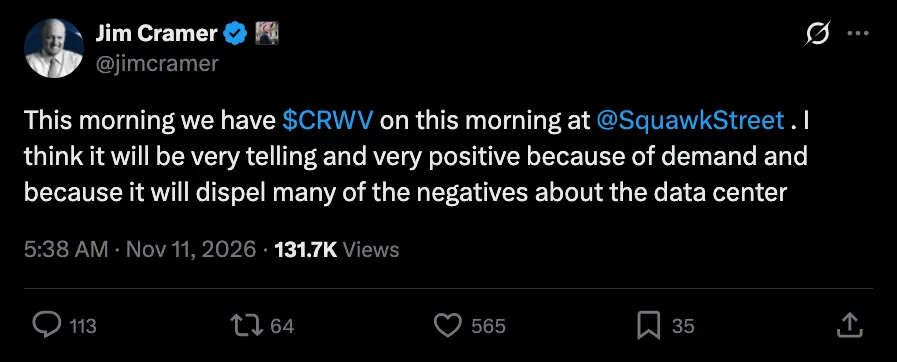 Jim Cramer
@jimcramer
This morning we have $CRWV on this morning at @SquawkStreet . I
think it will be very telling and very positive because of demand and
because it will dispel many of the negatives about the data center
5:38 AM · Nov 11, 2026 · 131.7K Views
113 64 565 35